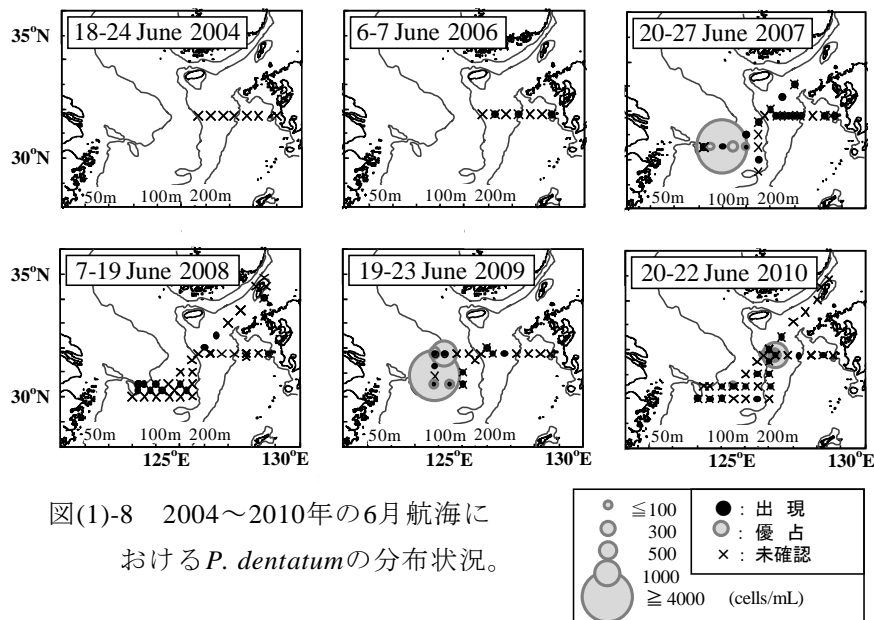 35°N
30°N
18-24 June 2004
50m 100m 200m
6-7 June 2006
50m 100m 200m
20-27 June 2007
50m 100m 200m
35°N
30°N
7-19 June 2008
50m 100m 200m
125°E 130°E
19-23 June 2009
50m 100m 200m
125°E 130°E
20-22 June 2010
50m 100m 200m
125°E 130°E
図(1)-8 2004～2010年の6月航海に
おけるP. dentatumの分布状況。
≦100
300
500
1000
≧ 4000 (cells/mL)
●: 出 現
: 優 占
×: 未確認